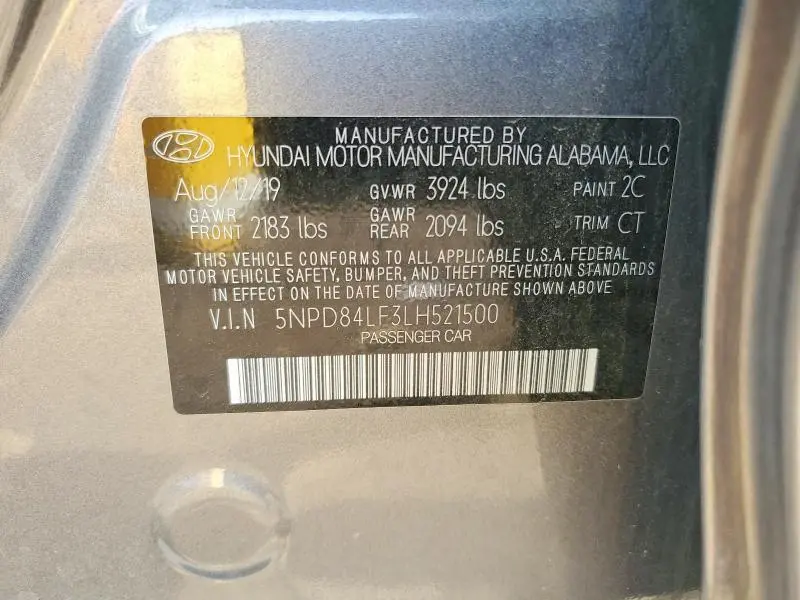 MANUFACTURED BY
HYUNDAI MOTOR MANUFACTURING ALABAMA, LLC
Aug/12/19 GVWR 3924 lbs PAINT 2C
GAWR FRONT 2183 lbs GAWR REAR 2094 lbs TRIM CT
THIS VEHICLE CONFORMS TO ALL APPLICABLE U.S.A. FEDERAL
MOTOR VEHICLE SAFETY, BUMPER, AND THEFT PREVENTION STANDARDS
IN EFFECT ON THE DATE OF MANUFACTURE SHOWN ABOVE.
V.I.N 5NPD84LF3LH521500
PASSENGER CAR